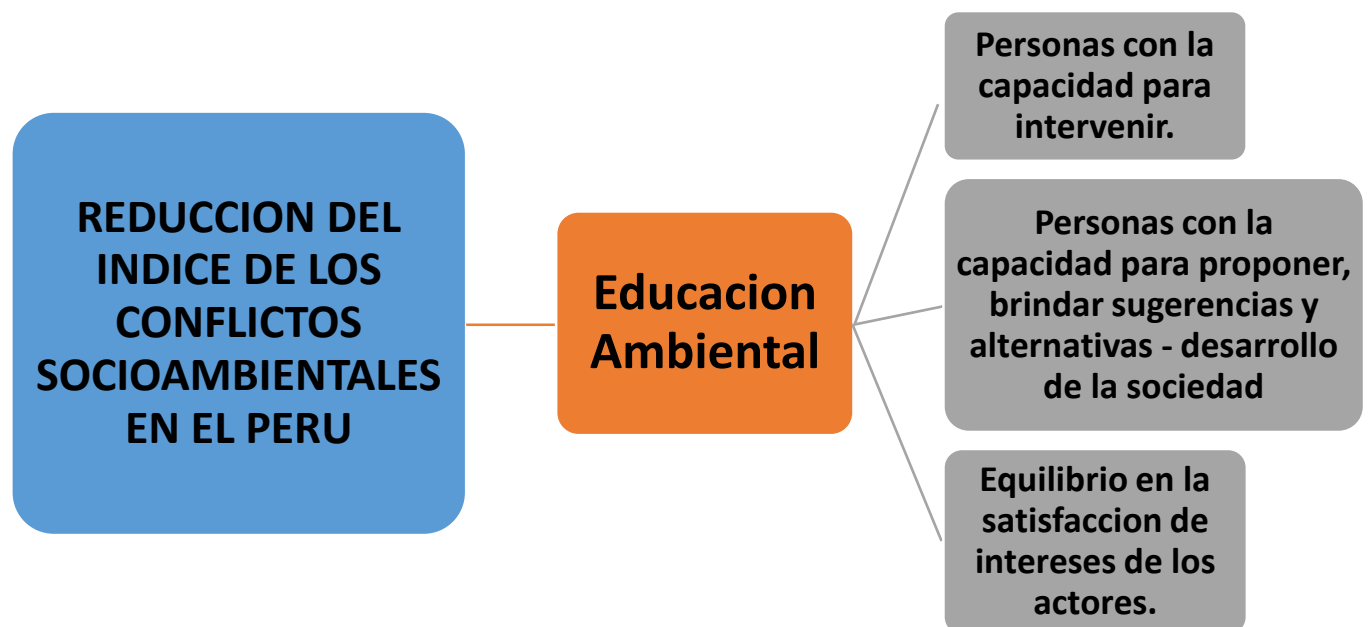 REDUCCION DEL
INDICE DE LOS
CONFLICTOS
SOCIOAMBIENTALES
EN EL PERU
Educacion
Ambiental
Personas con la
capacidad para
intervenir.
Personas con la
capacidad para proponer,
brindar sugerencias y
alternativas - desarrollo
de la sociedad
Equilibrio en la
satisfaccion de
intereses de los
actores.